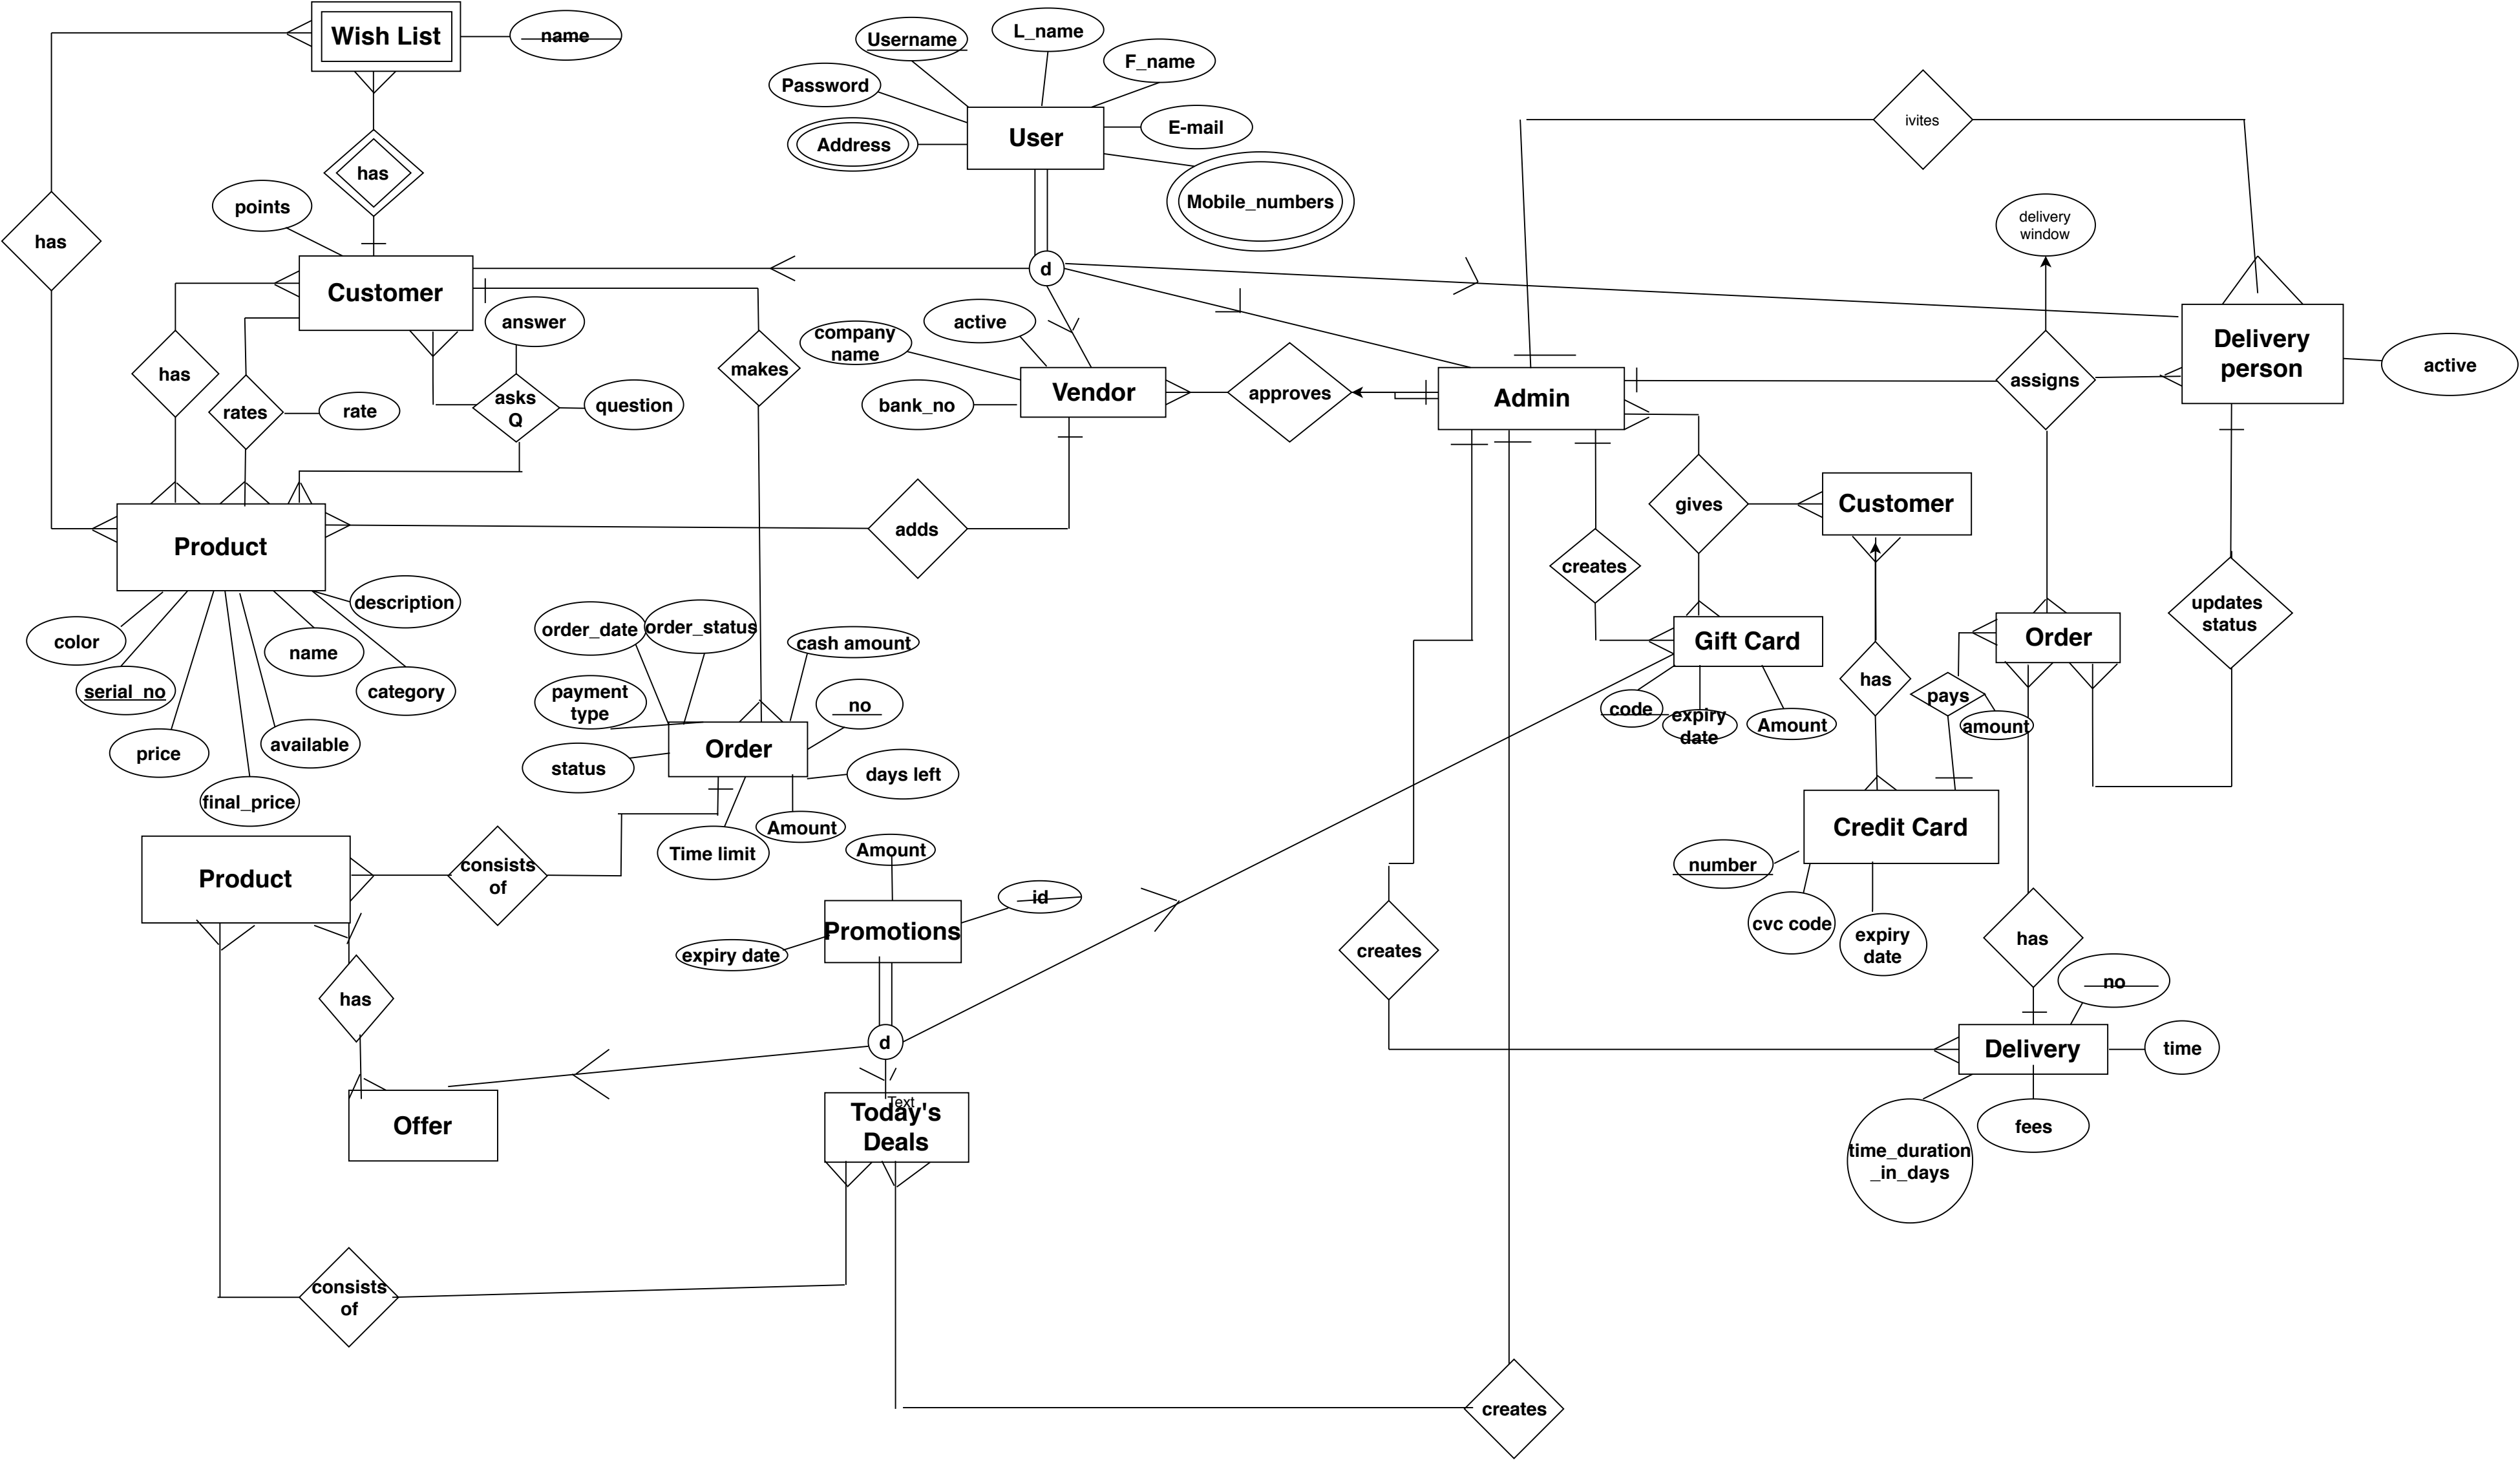 Wish List
name
Username
L_name
F_name
Password
User
E-mail
Address
Mobile_numbers
ivites
has
points
has
delivery
window
d
Customer
answer
active
company
name
Delivery
person
active
has
rates
rate
asks
Q
question
makes
bank_no
Vendor
approves
Admin
assigns
Product
adds
gives
Customer
creates
description
color
serial_no
name
category
price
available
final_price
order_date
order_status
cash amount
payment
type
no
Order
status
days left
Time limit
Amount
Gift Card
code
expiry
date
Amount
has
pays
amount
Order
updates
status
Credit Card
number
cvc code
expiry
date
Product
consists
of
Amount
id
Promotions
expiry date
creates
has
no
has
d
Delivery
time
Offer
Text
Today's
Deals
time_duration
_in_days
fees
consists
of
creates